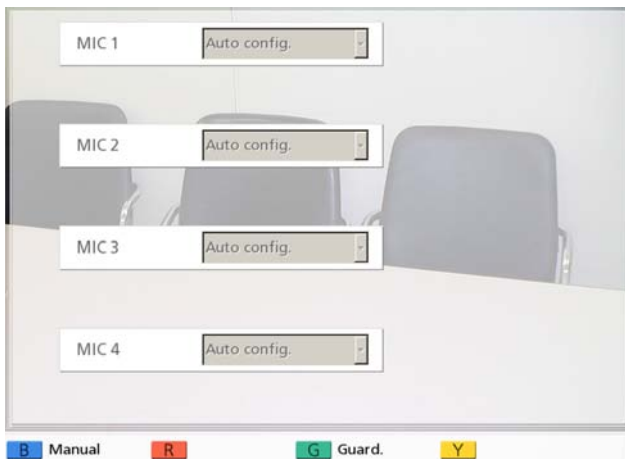 MIC 1 Auto config.
MIC 2 Auto config.
MIC 3 Auto config.
MIC 4 Auto config.
B Manual R G Guard. Y